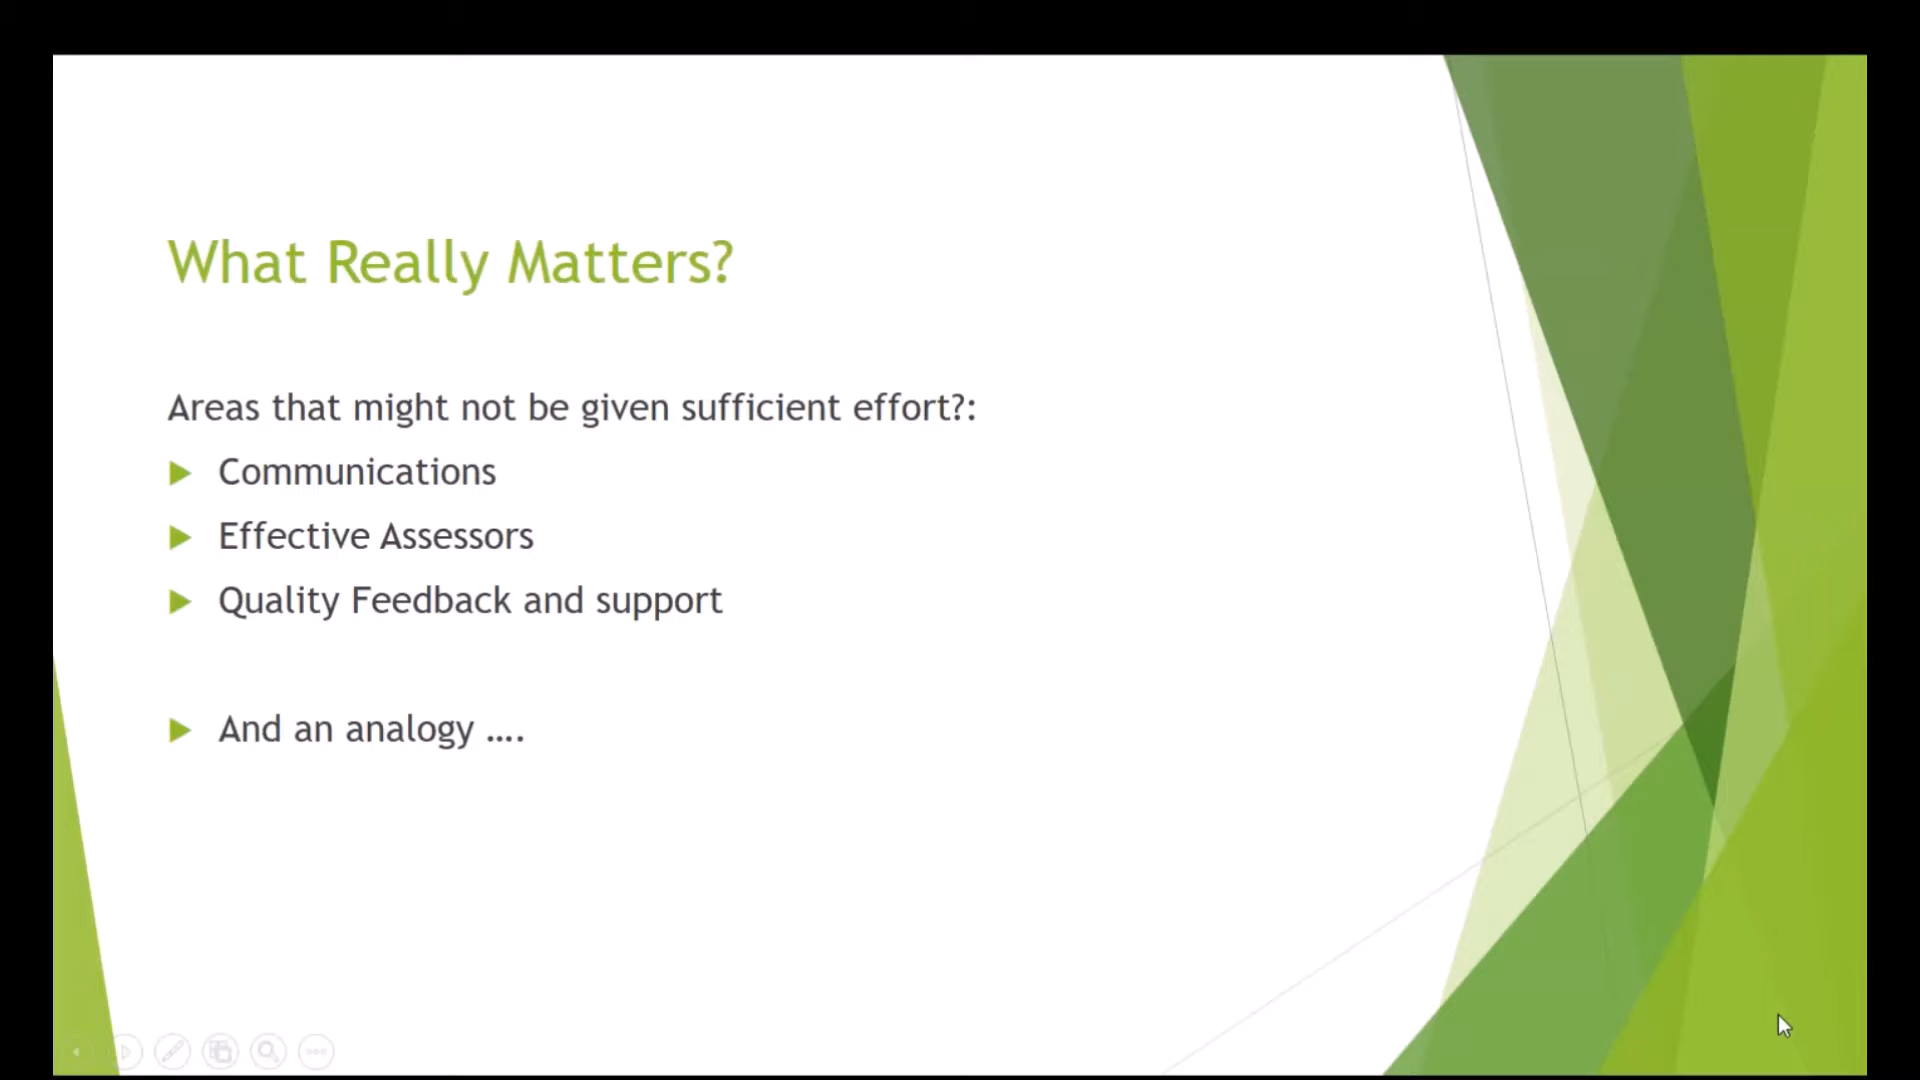 What Really Matters?
Areas that might not be given sufficient effort?:
Communications
Effective Assessors
Quality Feedback and support
And an analogy ....